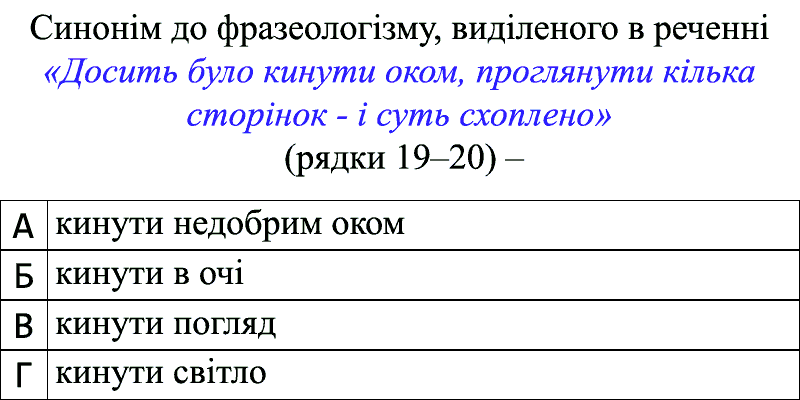 Синонім до фразеологізму, виділеного в реченні
«Досить було кинути оком, проглянути кілька
сторінок - і суть схоплено»
(рядки 19–20) –
А кинути недобрим оком
Б кинути в очі
В кинути погляд
Г кинути світло